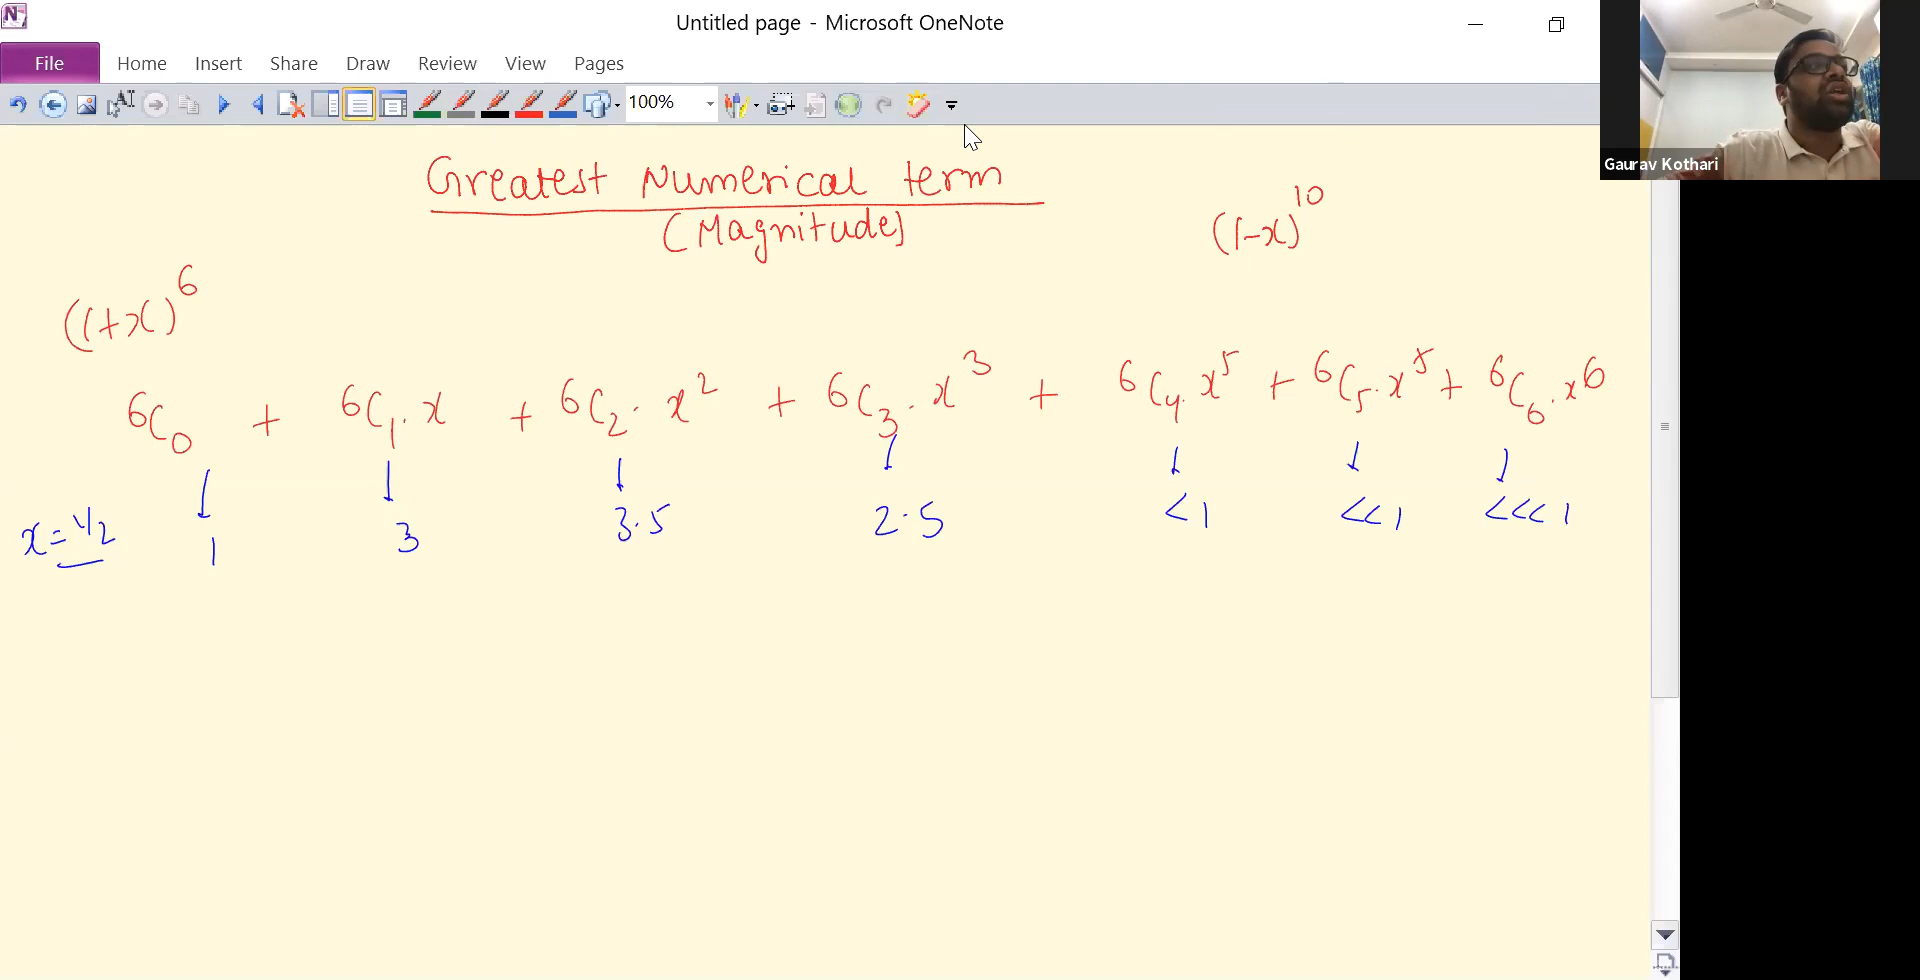 Untitled page - Microsoft OneNote
File Home Insert Share Draw Review View Pages
100%
Gaurav Kothari
Greatest Numerical term
(Magnitude)
(1-x)^10
(1+x)^6
6C0 + 6C1·x + 6C2·x^2 + 6C3·x^3 + 6C4·x^5 + 6C5·x^5 + 6C6·x^6
x=1/2 1 3 3·5 2·5 <1 <<1 <<<1